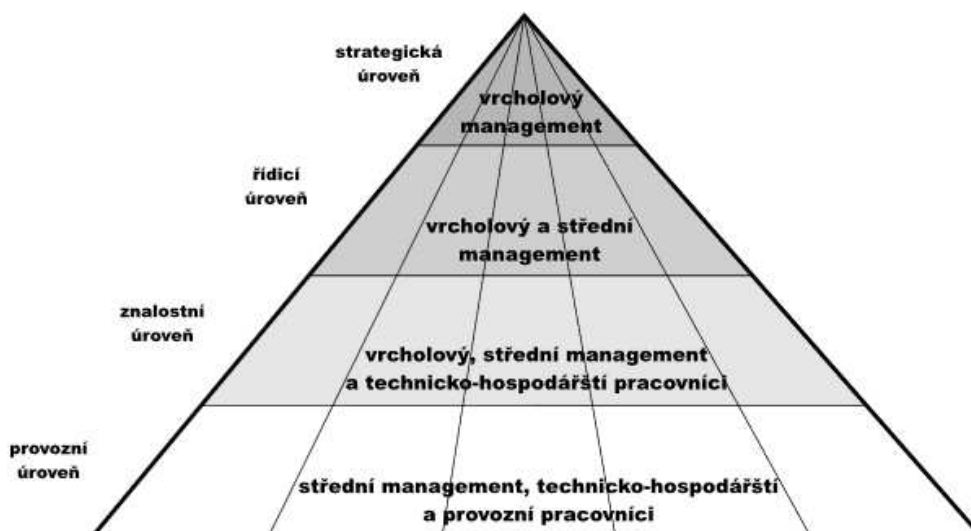 strategická
úroveň
vrcholový
management
řídicí
úroveň
vrcholový a střední
management
znalostní
úroveň
vrcholový, střední management
a technicko-hospodářští pracovníci
provozní
úroveň
střední management, technicko-hospodářští
a provozní pracovníci